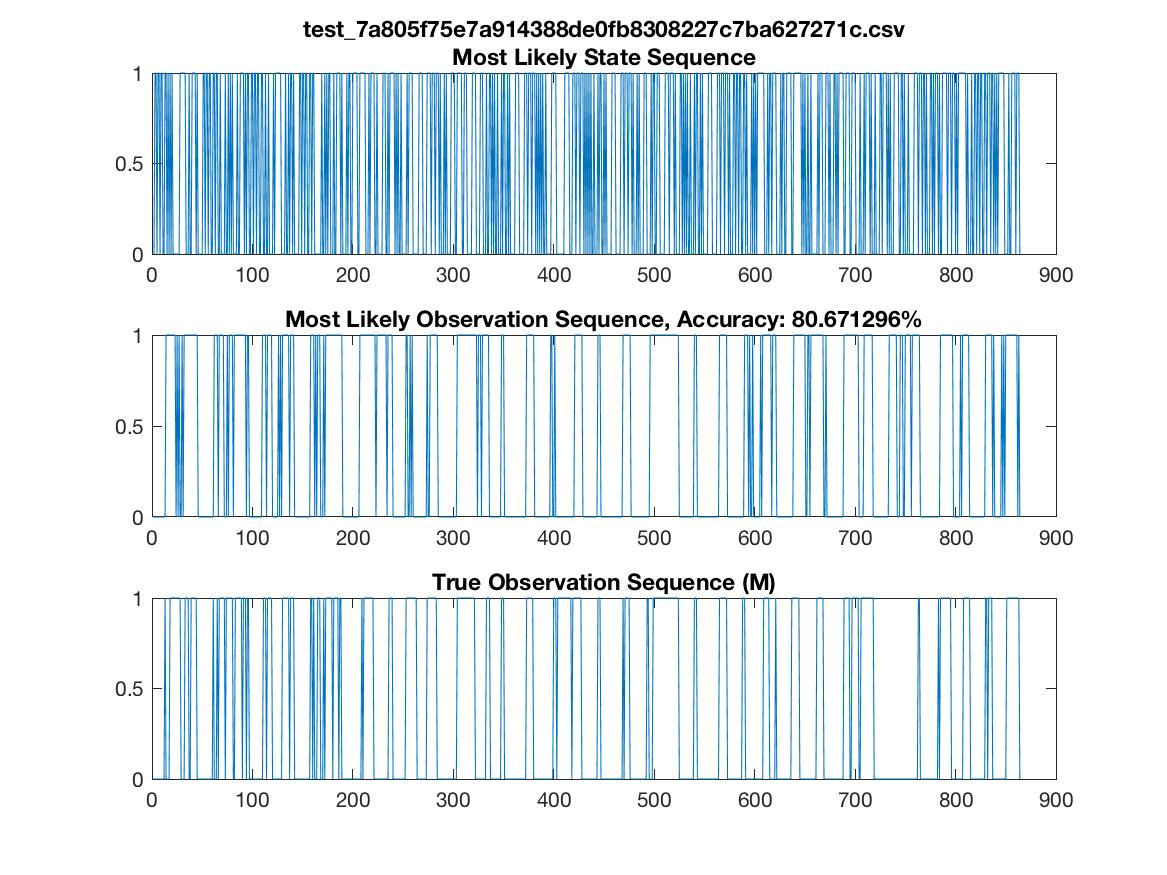 test_7a805f75e7a914388de0fb8308227c7ba627271c.csv
Most Likely State Sequence
1
0.5
0
0 100 200 300 400 500 600 700 800 900
Most Likely Observation Sequence, Accuracy: 80.671296%
1
0.5
0
0 100 200 300 400 500 600 700 800 900
True Observation Sequence (M)
1
0.5
0
0 100 200 300 400 500 600 700 800 900